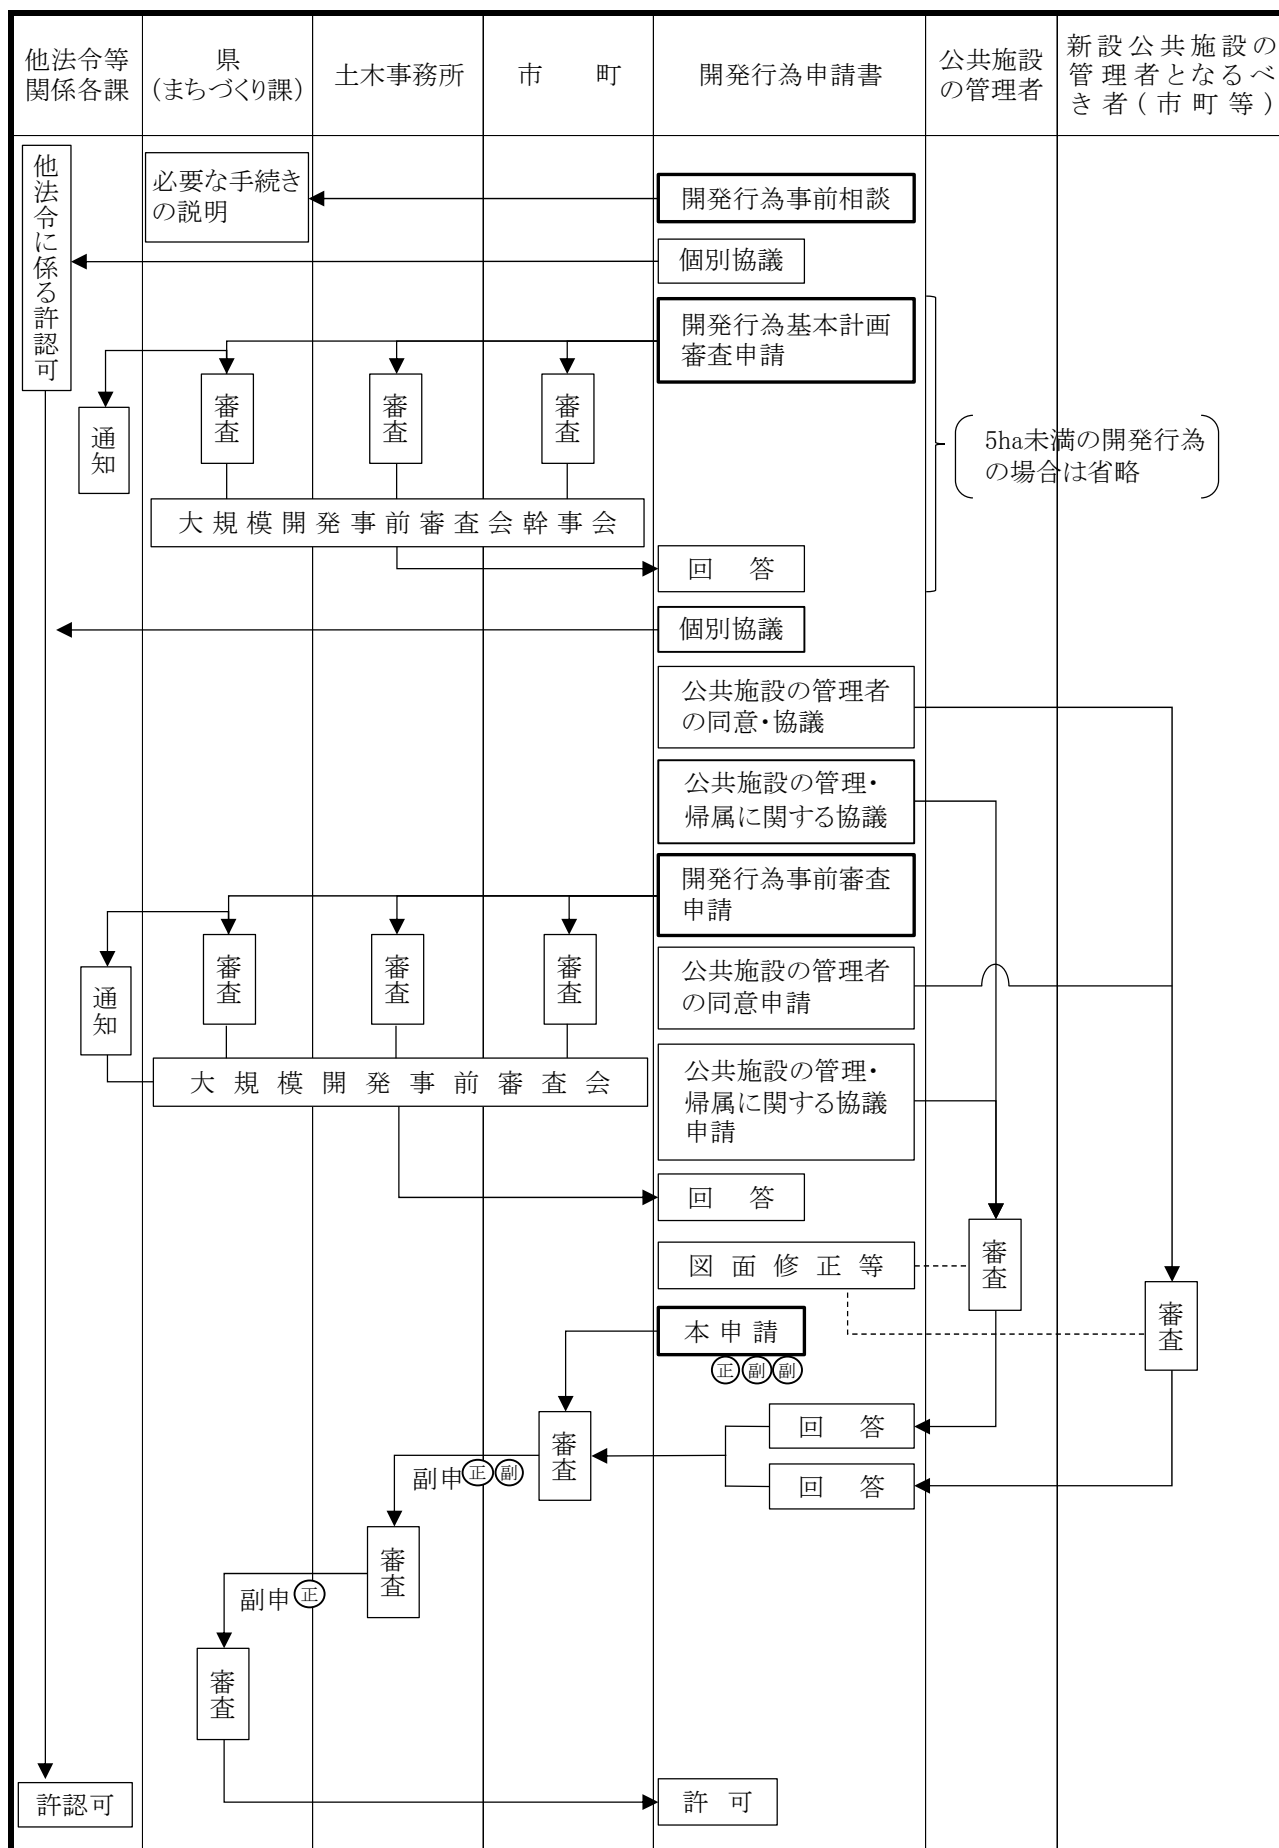 他法令等
関係各課
県
(まちづくり課)
土木事務所
市　町
開発行為申請書
公共施設
の管理者
新設公共施設の
管理者となるべ
き者(市町等)
他法令に係る許認可
必要な手続き
の説明
開発行為事前相談
個別協議
開発行為基本計画
審査申請
審査
審査
審査
通知
5ha未満の開発行為
の場合は省略
大規模開発事前審査会幹事会
回　答
個別協議
公共施設の管理者
の同意・協議
公共施設の管理・
帰属に関する協議
開発行為事前審査
申請
審査
審査
審査
通知
公共施設の管理者
の同意申請
大規模開発事前審査会
公共施設の管理・
帰属に関する協議
申請
回　答
図面修正等
審査
審査
本申請
正副副
回　答
審査
副申正副
回　答
審査
副申正
審査
許認可
許　可